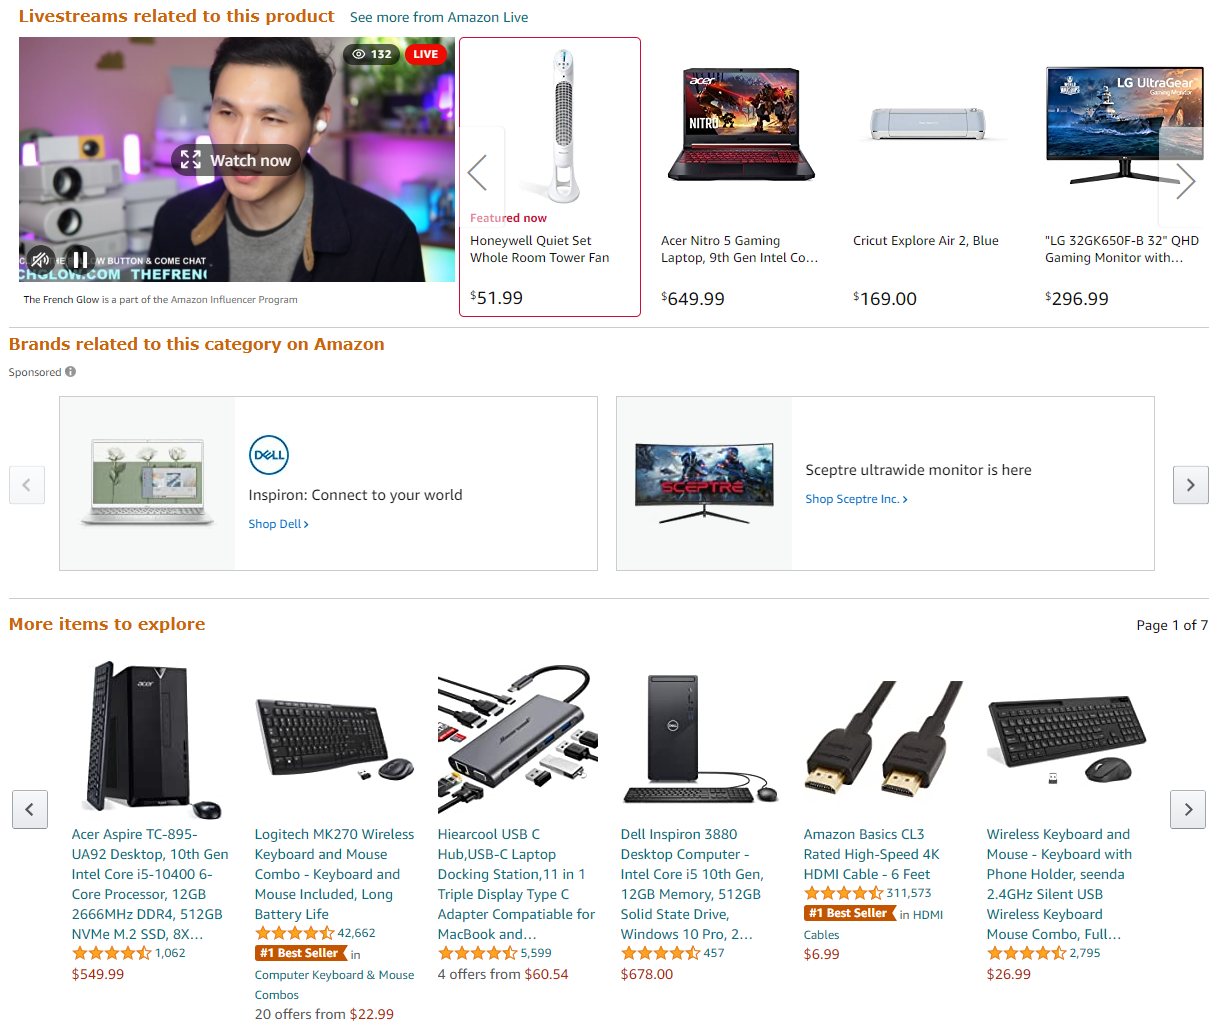 Livestreams related to this product See more from Amazon Live
132 LIVE
Watch now
HE F BUTTON & COME CHAT
CHGLOW.COM THEFREN
The French Glow is a part of the Amazon Influencer Program
Featured now
Honeywell Quiet Set
Whole Room Tower Fan
$51.99
acer
NITRO
Acer Nitro 5 Gaming
Laptop, 9th Gen Intel Co...
$649.99
Cricut Explore Air 2, Blue
$169.00
LG UltraGear
Gaming Monitor
"LG 32GK650F-B 32" QHD
Gaming Monitor with...
$296.99
Brands related to this category on Amazon
Sponsored
DELL
Inspiron: Connect to your world
Shop Dell ›
SCEPTRE
Sceptre ultrawide monitor is here
Shop Sceptre Inc. ›
More items to explore
Page 1 of 7
acer
Acer Aspire TC-895-
UA92 Desktop, 10th Gen
Intel Core i5-10400 6-
Core Processor, 12GB
2666MHz DDR4, 512GB
NVMe M.2 SSD, 8X...
1,062
$549.99
Logitech MK270 Wireless
Keyboard and Mouse
Combo - Keyboard and
Mouse Included, Long
Battery Life
42,662
#1 Best Seller in
Computer Keyboard & Mouse
Combos
20 offers from $22.99
Hiearcool USB C
Hub,USB-C Laptop
Docking Station,11 in 1
Triple Display Type C
Adapter Compatiable for
MacBook and...
5,599
4 offers from $60.54
DELL
Dell Inspiron 3880
Desktop Computer -
Intel Core i5 10th Gen,
12GB Memory, 512GB
Solid State Drive,
Windows 10 Pro, 2...
457
$678.00
Amazon Basics CL3
Rated High-Speed 4K
HDMI Cable - 6 Feet
311,573
#1 Best Seller in HDMI
Cables
$6.99
Wireless Keyboard and
Mouse - Keyboard with
Phone Holder, seenda
2.4GHz Silent USB
Wireless Keyboard
Mouse Combo, Full...
2,795
$26.99